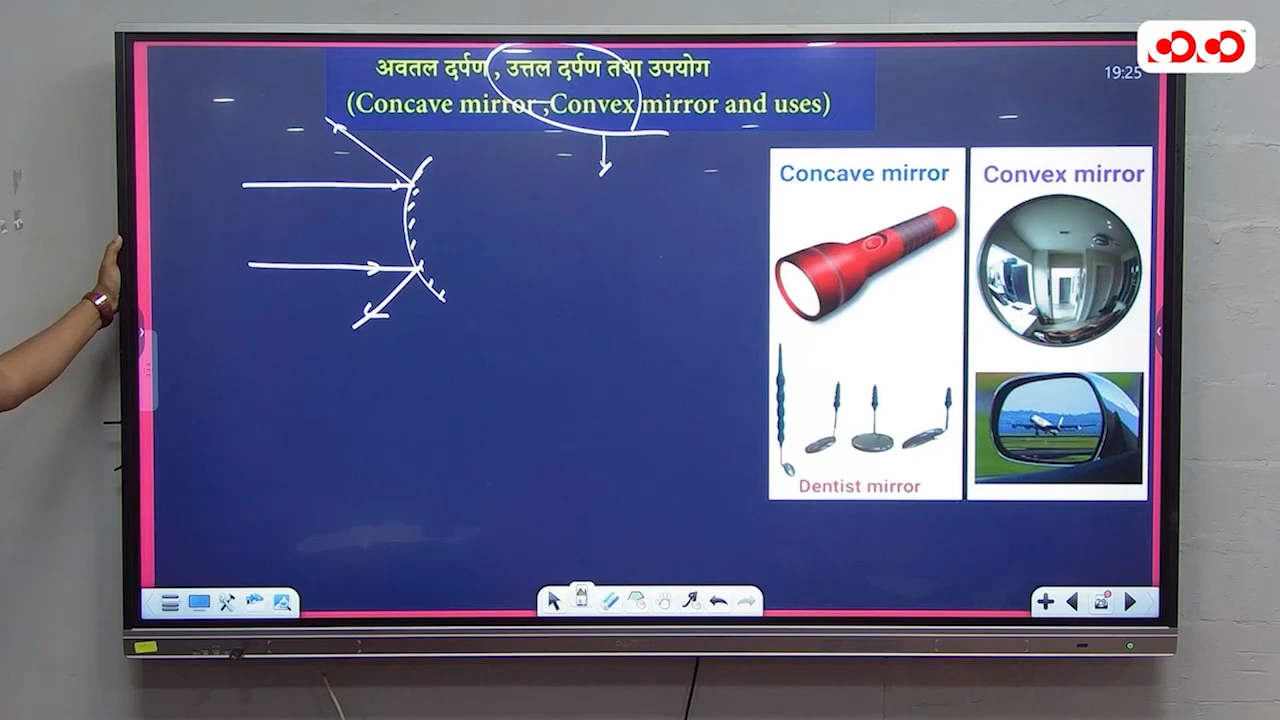 अवतल दर्पण , उत्तल दर्पण तथा उपयोग
(Concave mirror ,Convex mirror and uses)
19:25
Concave mirror
Convex mirror
Dentist mirror
29